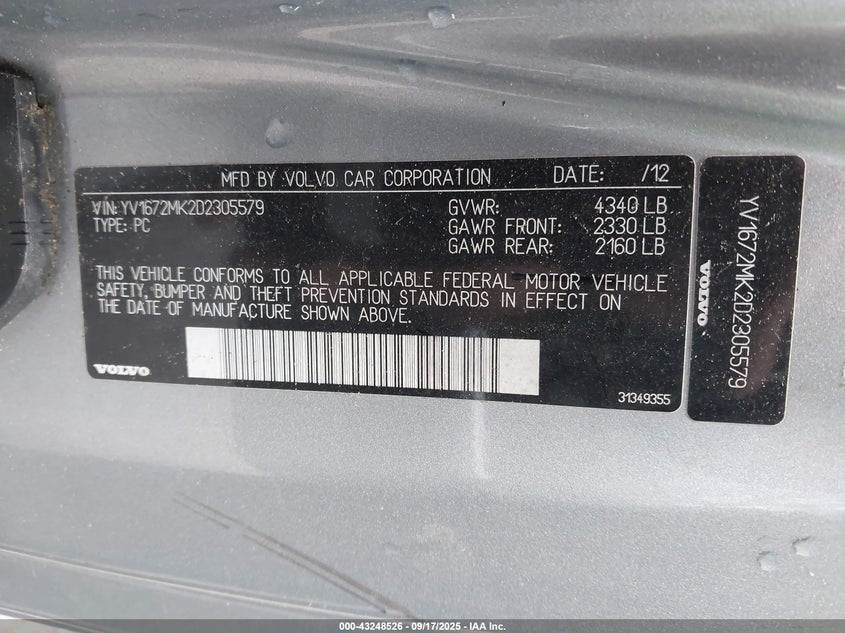 MFD BY VOLVO CAR CORPORATION DATE: /12
VIN: YV1672MK2D2305579 GVWR: 4340 LB
TYPE: PC GAWR FRONT: 2330 LB
GAWR REAR: 2160 LB
THIS VEHICLE CONFORMS TO ALL APPLICABLE FEDERAL MOTOR VEHICLE
SAFETY, BUMPER AND THEFT PREVENTION STANDARDS IN EFFECT ON
THE DATE OF MANUFACTURE SHOWN ABOVE.
VOLVO
31349355
YV1672MK2D2305579
VOLVO
000-43248526 - 09/17/2025 - IAA Inc.